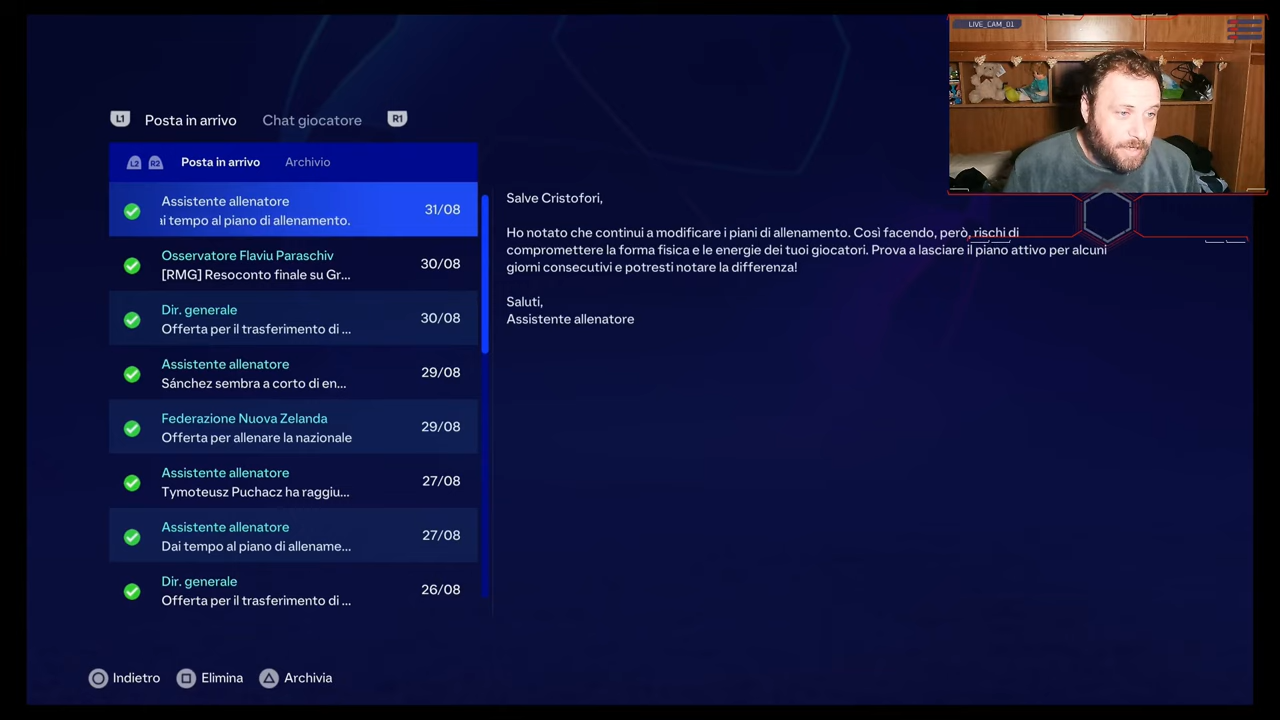 LIVE_CAM_01
L1 Posta in arrivo Chat giocatore R1
L2 R2 Posta in arrivo Archivio
Assistente allenatore
ai tempo al piano di allenamento.
31/08
Osservatore Flaviu Paraschiv
[RMG] Resoconto finale su Gr...
30/08
Dir. generale
Offerta per il trasferimento di ...
30/08
Assistente allenatore
Sánchez sembra a corto di en...
29/08
Federazione Nuova Zelanda
Offerta per allenare la nazionale
29/08
Assistente allenatore
Tymoteusz Puchacz ha raggiu...
27/08
Assistente allenatore
Dai tempo al piano di allename...
27/08
Dir. generale
Offerta per il trasferimento di ...
26/08
Salve Cristofori,
Ho notato che continui a modificare i piani di allenamento. Così facendo, però, rischi di
compromettere la forma fisica e le energie dei tuoi giocatori. Prova a lasciare il piano attivo per alcuni
giorni consecutivi e potresti notare la differenza!
Saluti,
Assistente allenatore
Indietro Elimina Archivia